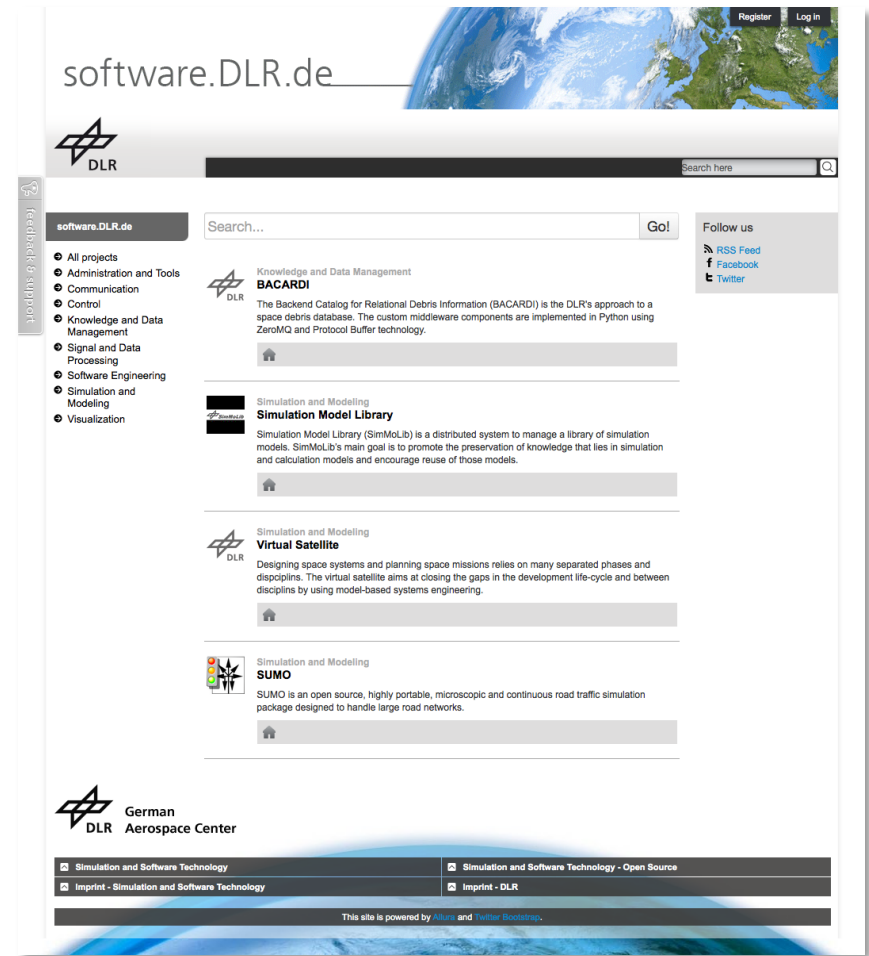 Register Log in
software.DLR.de
DLR
Search here
feedback & support
software.DLR.de
All projects
Administration and Tools
Communication
Control
Knowledge and Data
Management
Signal and Data
Processing
Software Engineering
Simulation and
Modeling
Visualization
Search... Go!
DLR
Knowledge and Data Management
BACARDI
The Backend Catalog for Relational Debris Information (BACARDI) is the DLR's approach to a
space debris database. The custom middleware components are implemented in Python using
ZeroMQ and Protocol Buffer technology.
SimMoLib
Simulation and Modeling
Simulation Model Library
Simulation Model Library (SimMoLib) is a distributed system to manage a library of simulation
models. SimMoLib's main goal is to promote the preservation of knowledge that lies in simulation
and calculation models and encourage reuse of those models.
DLR
Simulation and Modeling
Virtual Satellite
Designing space systems and planning space missions relies on many separated phases and
dispciplins. The virtual satellite aims at closing the gaps in the development life-cycle and between
disciplins by using model-based systems engineering.
Simulation and Modeling
SUMO
SUMO is an open source, highly portable, microscopic and continuous road traffic simulation
package designed to handle large road networks.
Follow us
RSS Feed
Facebook
Twitter
DLR
German
Aerospace Center
Simulation and Software Technology
Simulation and Software Technology - Open Source
Imprint - Simulation and Software Technology
Imprint - DLR
This site is powered by Allura and Twitter Bootstrap.